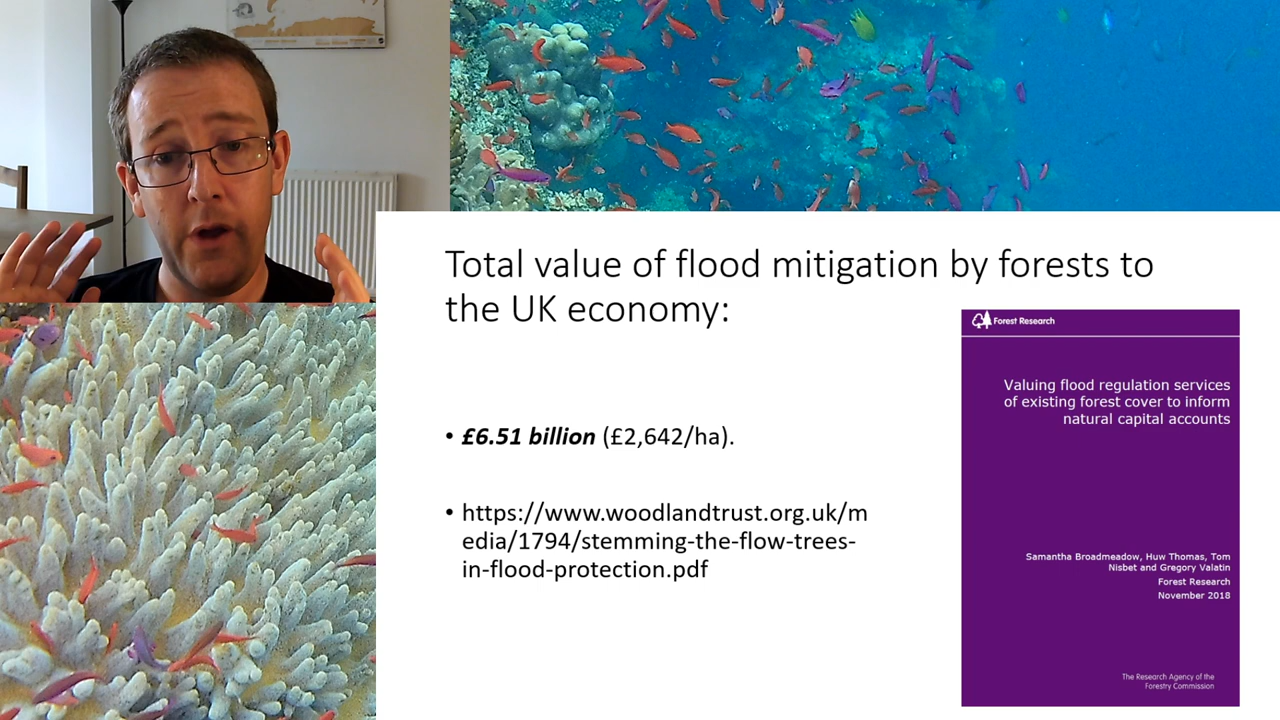 Total value of flood mitigation by forests to
the UK economy:
• £6.51 billion (£2,642/ha).
• https://www.woodlandtrust.org.uk/m
edia/1794/stemming-the-flow-trees-
in-flood-protection.pdf
Forest Research
Valuing flood regulation services
of existing forest cover to inform
natural capital accounts
Samantha Broadmeadow, Huw Thomas, Tom
Nisbet and Gregory Valatin
Forest Research
November 2018
The Research Agency of the
Forestry Commission